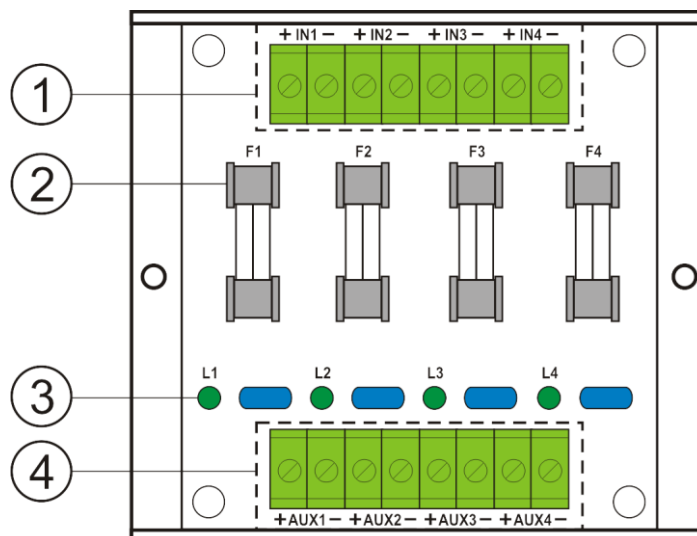 + IN1 − + IN2 − + IN3 − + IN4 −
1
F1 F2 F3 F4
2
L1 L2 L3 L4
3
4
+AUX1− +AUX2− +AUX3− +AUX4−